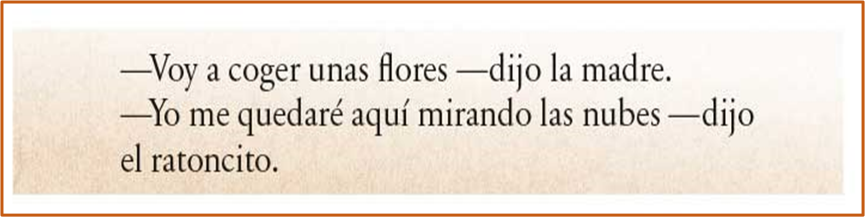 —Voy a coger unas flores —dijo la madre.
—Yo me quedaré aquí mirando las nubes —dijo
el ratoncito.